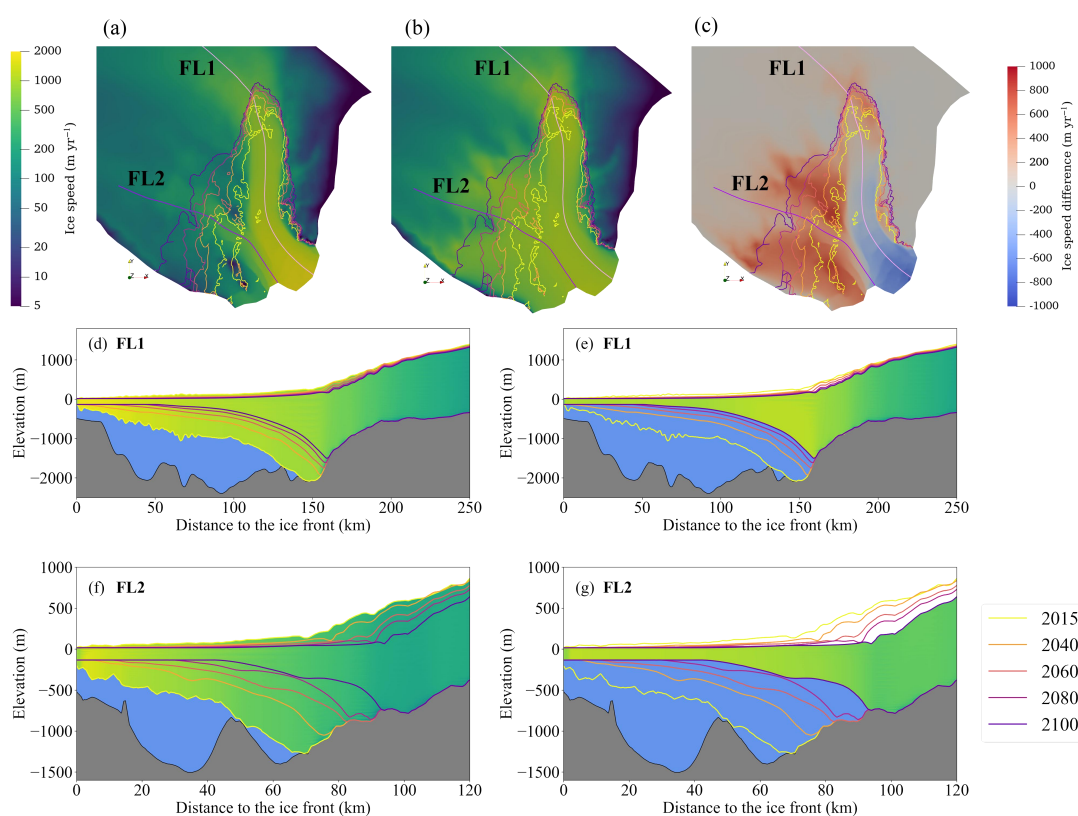 (a)
(b)
(c)
2000
1000
500
200
100
50
20
10
5
Ice speed (m yr⁻¹)
FL1
FL2
FL1
FL2
FL1
FL2
Y
Z
X
Y
Z
X
Y
Z
X
1000
800
600
400
200
0
-200
-400
-600
-800
-1000
Ice speed difference (m yr⁻¹)
(d) FL1
1000
0
−1000
−2000
Elevation (m)
0 50 100 150 200 250
Distance to the ice front (km)
(e) FL1
1000
0
−1000
−2000
Elevation (m)
0 50 100 150 200 250
Distance to the ice front (km)
(f) FL2
1000
500
0
−500
−1000
−1500
Elevation (m)
0 20 40 60 80 100 120
Distance to the ice front (km)
(g) FL2
1000
500
0
−500
−1000
−1500
Elevation (m)
0 20 40 60 80 100 120
Distance to the ice front (km)
2015
2040
2060
2080
2100